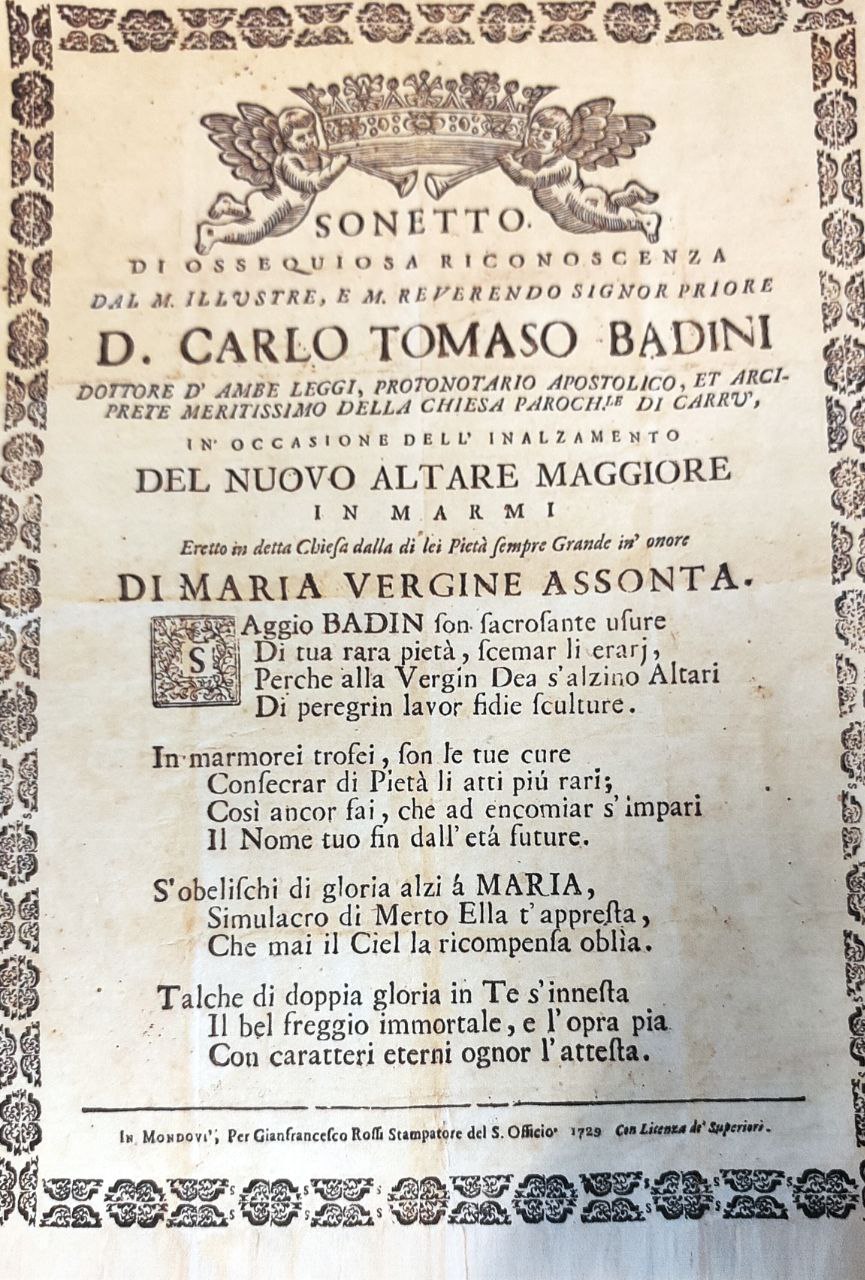 SONETTO.
DI OSSEQUIOSA RICONOSCENZA
DAL M. ILLVSTRE, E M. REVERENDO SIGNOR PRIORE
D. CARLO TOMASO BADINI
DOTTORE D' AMBE LEGGI, PROTONOTARIO APOSTOLICO, ET ARCI-
PRETE MERITISSIMO DELLA CHIESA PAROCH.LE DI CARRU',
IN' OCCASIONE DELL' INALZAMENTO
DEL NUOVO ALTARE MAGGIORE
IN MARMI
Eretto in detta Chieſa dalla di lei Pietà ſempre Grande in' onore
DI MARIA VERGINE ASSONTA.
SAggio BADIN ſon ſacroſante uſure
Di tua rara pietà, ſcemar li erarj,
Perche alla Vergin Dea s'alzino Altari
Di peregrin lavor fidie ſculture.
In marmorei trofei, ſon le tue cure
Conſecrar di Pietà li atti piú rari;
Così ancor fai, che ad encomiar s'impari
Il Nome tuo fin dall' etá future.
S'obeliſchi di gloria alzi á MARIA,
Simulacro di Merto Ella t'appreſta,
Che mai il Ciel la ricompenſa oblìa.
Talche di doppia gloria in Te s'inneſta
Il bel freggio immortale, e l'opra pia
Con caratteri eterni ognor l'atteſta.
IN MONDOVI', Per Gianfranceſco Roſſi Stampatore del S. Officio 1729 Con Licenza de' Superiori.